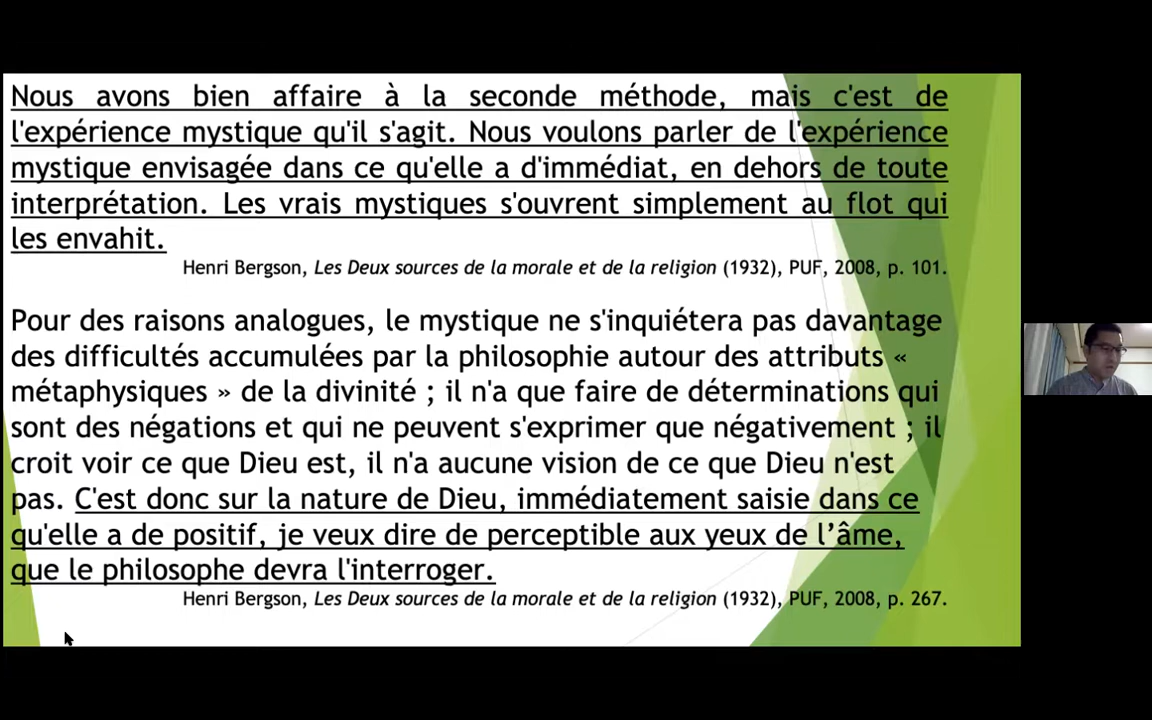 Nous avons bien affaire à la seconde méthode, mais c'est de
l'expérience mystique qu'il s'agit. Nous voulons parler de l'expérience
mystique envisagée dans ce qu'elle a d'immédiat, en dehors de toute
interprétation. Les vrais mystiques s'ouvrent simplement au flot qui
les envahit.
Henri Bergson, Les Deux sources de la morale et de la religion (1932), PUF, 2008, p. 101.
Pour des raisons analogues, le mystique ne s'inquiétera pas davantage
des difficultés accumulées par la philosophie autour des attributs «
métaphysiques » de la divinité ; il n'a que faire de déterminations qui
sont des négations et qui ne peuvent s'exprimer que négativement ; il
croit voir ce que Dieu est, il n'a aucune vision de ce que Dieu n'est
pas. C'est donc sur la nature de Dieu, immédiatement saisie dans ce
qu'elle a de positif, je veux dire de perceptible aux yeux de l’âme,
que le philosophe devra l'interroger.
Henri Bergson, Les Deux sources de la morale et de la religion (1932), PUF, 2008, p. 267.